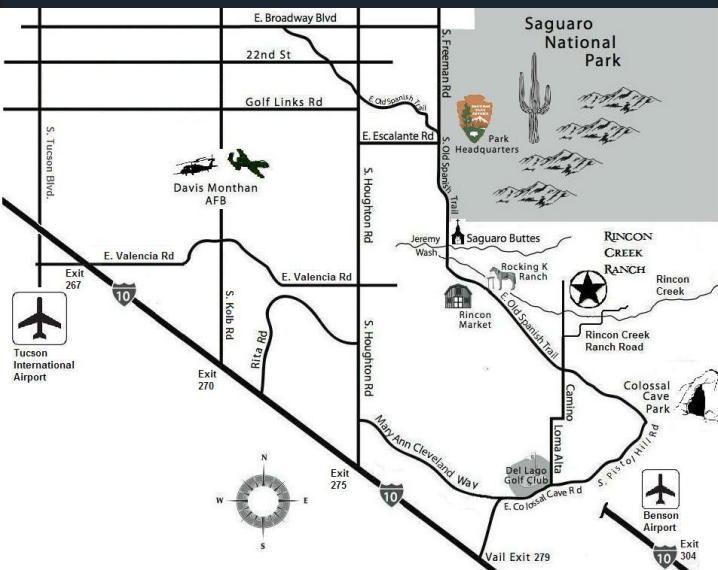 E. Broadway Blvd
22nd St
Golf Links Rd
E. Old Spanish Trail
E. Escalante Rd
S. Freeman Rd
Saguaro
National
Park
Park
Headquarters
S. Tucson Blvd.
Davis Monthan
AFB
S. Houghton Rd
S. Old Spanish Trail
Jeremy
Wash
Saguaro Buttes
RINCON
CREEK
RANCH
Rocking K
Ranch
Rincon
Creek
E. Valencia Rd
Exit
267
10
E. Valencia Rd
Rincon
Market
E. Old Spanish Trail
Rincon Creek
Ranch Road
Tucson
International
Airport
S. Kolb Rd
Rita Rd
S. Houghton Rd
Exit
270
Camino
Loma Alta
Colossal
Cave
Park
Mary Ann Cleveland Way
S. Pistol Hill Rd
Del Lago
Golf Club
E. Colossal Cave Rd
N
W
E
S
Exit
275
10
Benson
Airport
Vail Exit 279
10
Exit
304